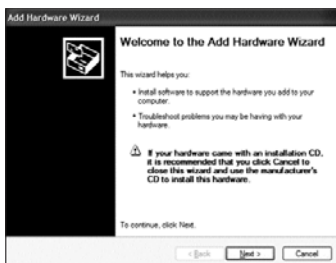 Add Hardware Wizard
Welcome to the Add Hardware Wizard
This wizard helps you:
• Install software to support the hardware you add to your
computer.
• Troubleshoot problems you may be having with your
hardware.
If your hardware came with an installation CD,
it is recommended that you click Cancel to
close this wizard and use the manufacturer's
CD to install this hardware.
To continue, click Next.
< Back
Next >
Cancel